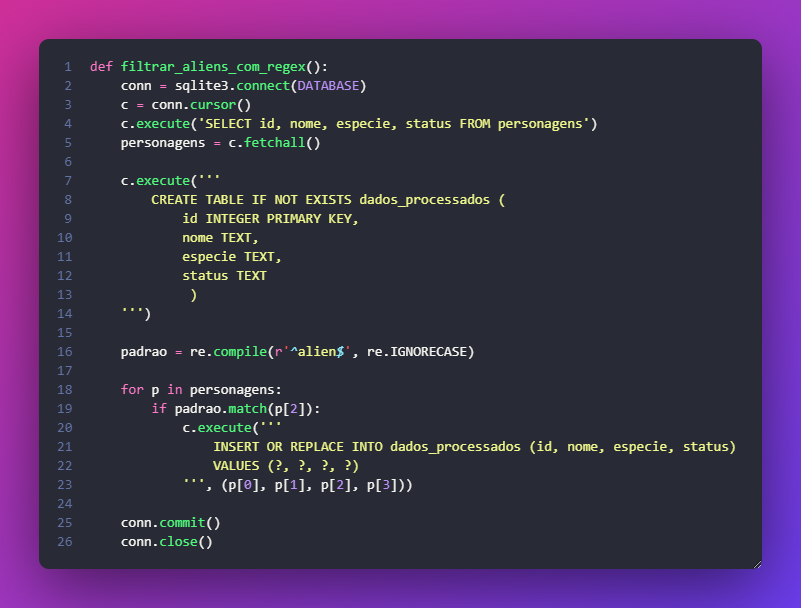 1 def filtrar_aliens_com_regex():
2     conn = sqlite3.connect(DATABASE)
3     c = conn.cursor()
4     c.execute('SELECT id, nome, especie, status FROM personagens')
5     personagens = c.fetchall()
6
7     c.execute('''
8         CREATE TABLE IF NOT EXISTS dados_processados (
9             id INTEGER PRIMARY KEY,
10             nome TEXT,
11             especie TEXT,
12             status TEXT
13              )
14     ''')
15
16     padrao = re.compile(r'^alien$', re.IGNORECASE)
17
18     for p in personagens:
19         if padrao.match(p[2]):
20             c.execute('''
21                 INSERT OR REPLACE INTO dados_processados (id, nome, especie, status)
22                 VALUES (?, ?, ?, ?)
23             ''', (p[0], p[1], p[2], p[3]))
24
25     conn.commit()
26     conn.close()